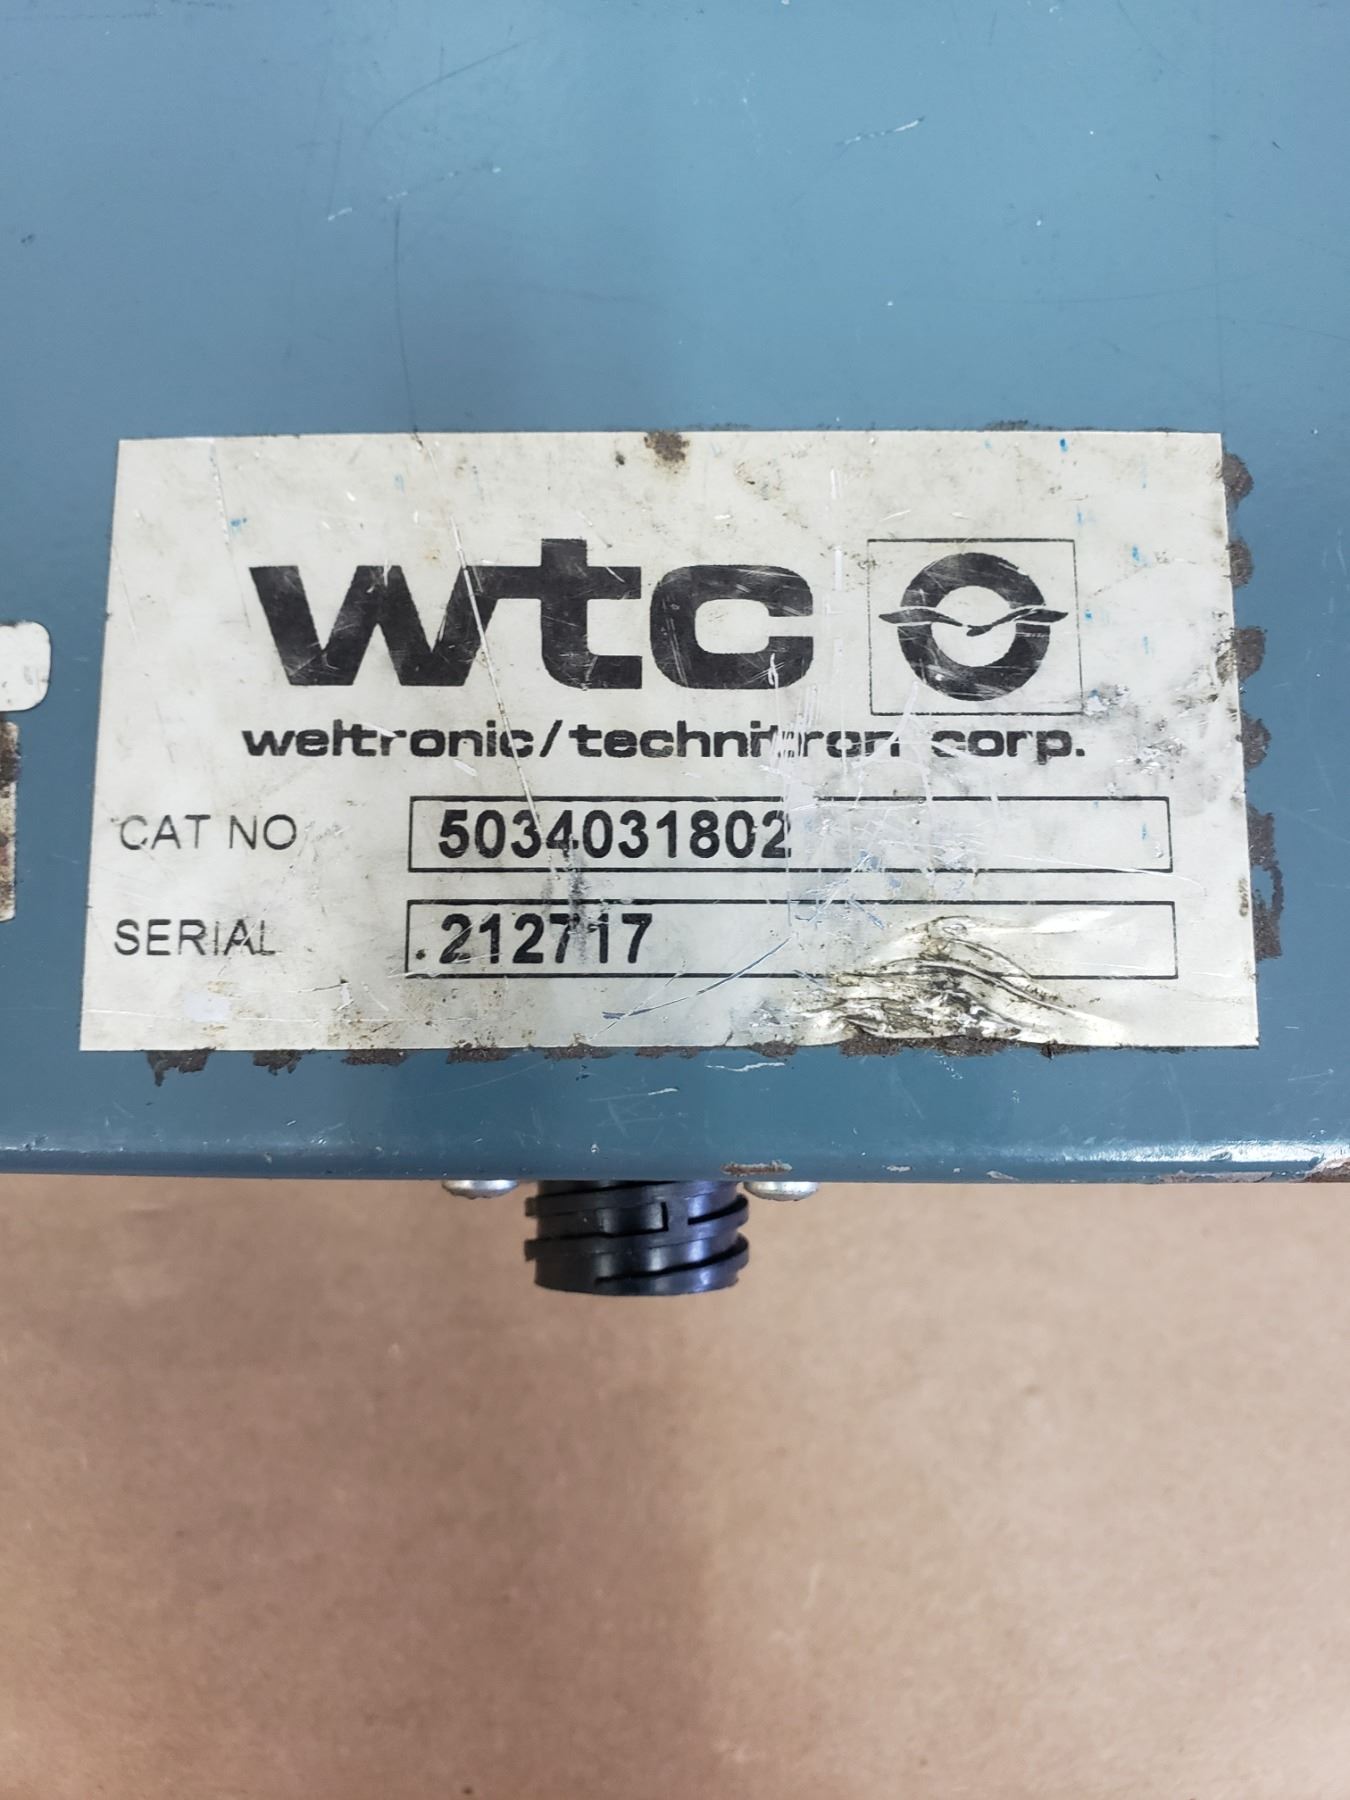 wtc
weltronic/technitron corp.
CAT NO 5034031802
SERIAL 212717